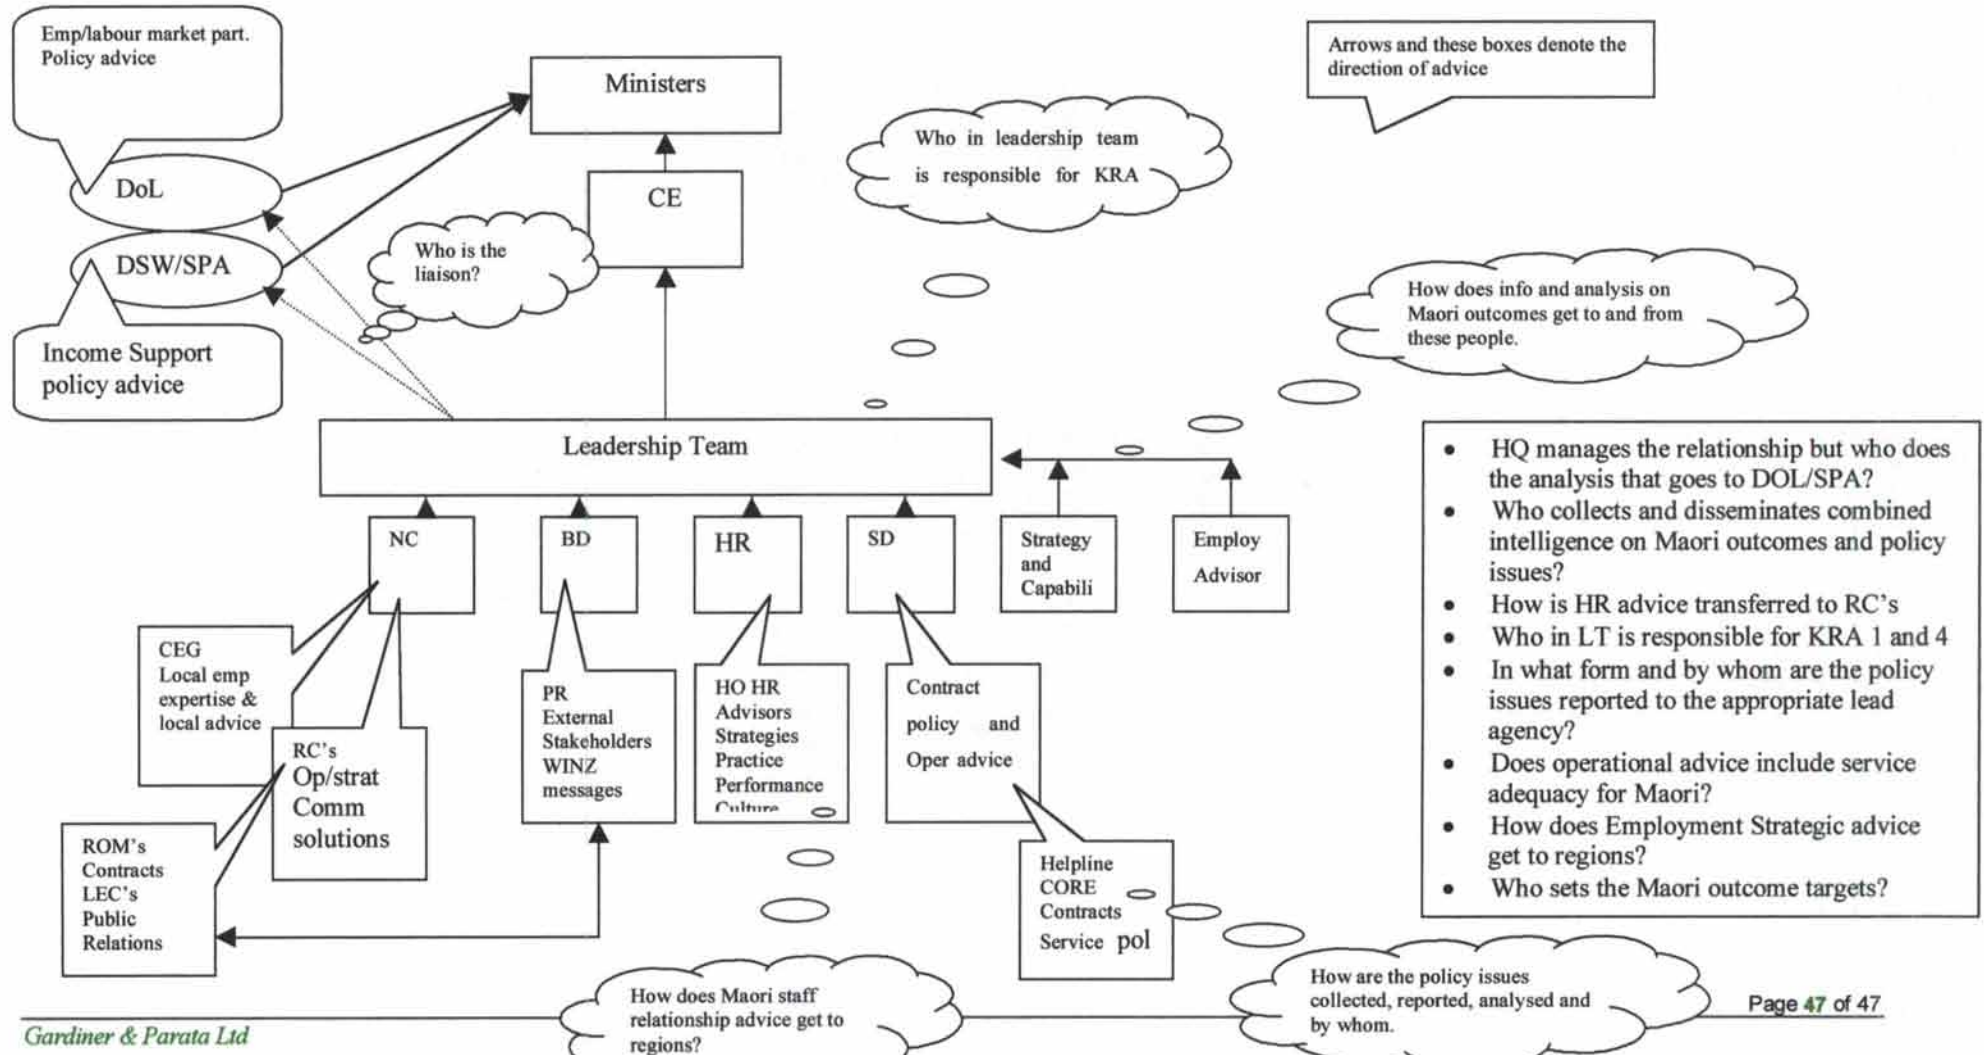 Emp/labour market part.
Policy advice
Ministers
Arrows and these boxes denote the
direction of advice
DoL
CE
Who in leadership team
is responsible for KRA
DSW/SPA
Who is the
liaison?
How does info and analysis on
Maori outcomes get to and from
these people.
Income Support
policy advice
Leadership Team
NC
BD
HR
SD
Strategy
and
Capabili
Employ
Advisor
CEG
Local emp
expertise &
local advice
RC's
Op/strat
Comm
solutions
ROM's
Contracts
LEC's
Public
Relations
PR
External
Stakeholders
WINZ
messages
HO HR
Advisors
Strategies
Practice
Performance
Culture
Contract
policy and
Oper advice
Helpline
CORE
Contracts
Service pol
• HQ manages the relationship but who does
the analysis that goes to DOL/SPA?
• Who collects and disseminates combined
intelligence on Maori outcomes and policy
issues?
• How is HR advice transferred to RC's
• Who in LT is responsible for KRA 1 and 4
• In what form and by whom are the policy
issues reported to the appropriate lead
agency?
• Does operational advice include service
adequacy for Maori?
• How does Employment Strategic advice
get to regions?
• Who sets the Maori outcome targets?
How does Maori staff
relationship advice get to
regions?
How are the policy issues
collected, reported, analysed and
by whom.
Gardiner & Parata Ltd
Page 47 of 47